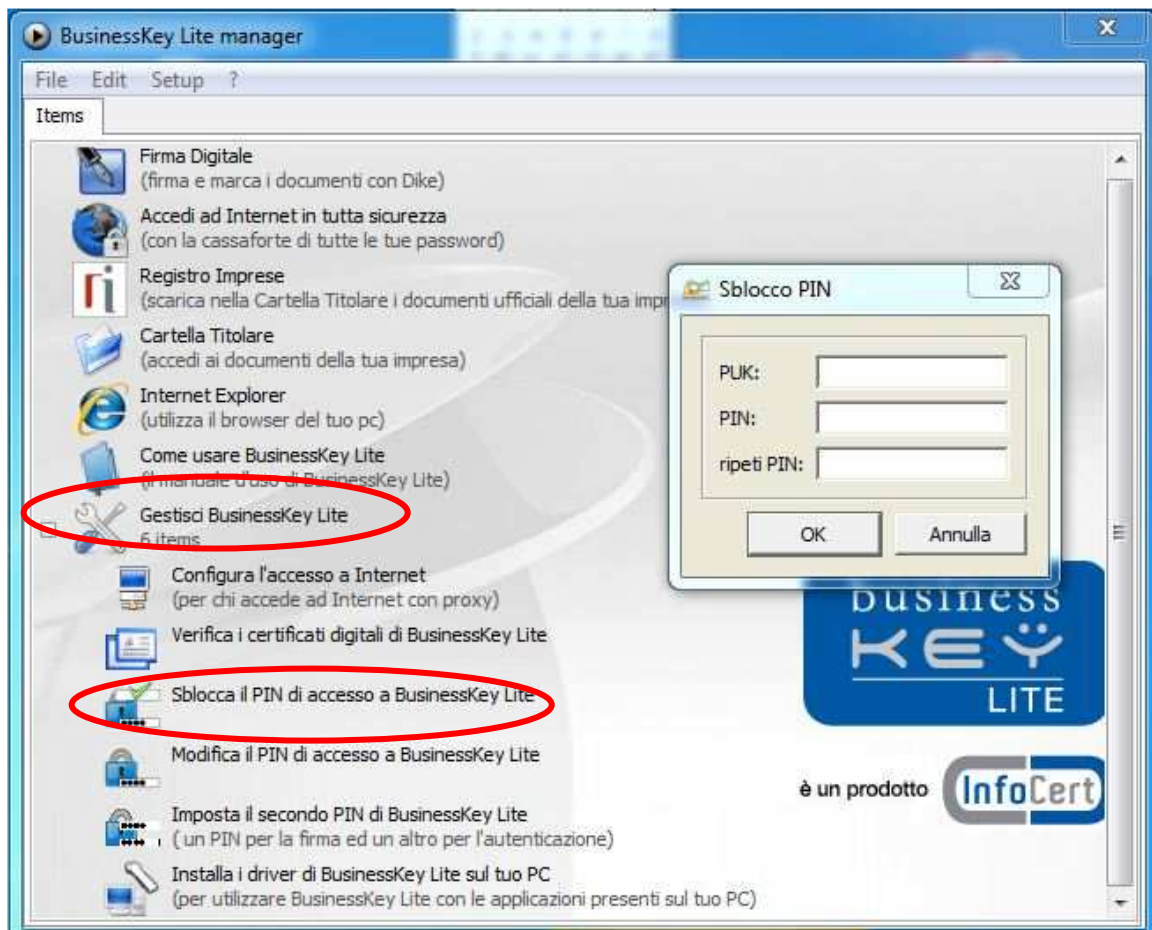 BusinessKey Lite manager
File Edit Setup ?
Items
Firma Digitale
(firma e marca i documenti con Dike)
Accedi ad Internet in tutta sicurezza
(con la cassaforte di tutte le tue password)
Registro Imprese
(scarica nella Cartella Titolare i documenti ufficiali della tua impr
Cartella Titolare
(accedi ai documenti della tua impresa)
Internet Explorer
(utilizza il browser del tuo pc)
Come usare BusinessKey Lite
(il manuale d'uso di BusinessKey Lite)
Gestisci BusinessKey Lite
6 items
Configura l'accesso a Internet
(per chi accede ad Internet con proxy)
Verifica i certificati digitali di BusinessKey Lite
Sblocca il PIN di accesso a BusinessKey Lite
Modifica il PIN di accesso a BusinessKey Lite
Imposta il secondo PIN di BusinessKey Lite
( un PIN per la firma ed un altro per l'autenticazione)
Installa i driver di BusinessKey Lite sul tuo PC
(per utilizzare BusinessKey Lite con le applicazioni presenti sul tuo PC)
Sblocco PIN
PUK:
PIN:
ripeti PIN:
OK Annulla
business
KEY
LITE
è un prodotto InfoCert
ri